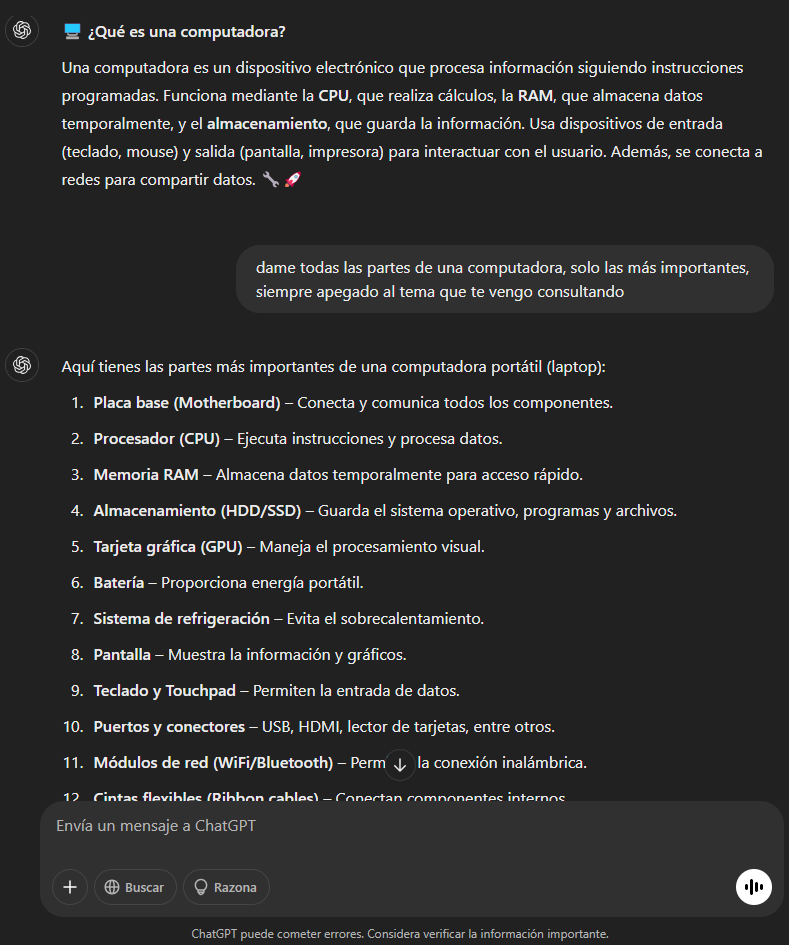 ¿Qué es una computadora?
Una computadora es un dispositivo electrónico que procesa información siguiendo instrucciones
programadas. Funciona mediante la CPU, que realiza cálculos, la RAM, que almacena datos
temporalmente, y el almacenamiento, que guarda la información. Usa dispositivos de entrada
(teclado, mouse) y salida (pantalla, impresora) para interactuar con el usuario. Además, se conecta a
redes para compartir datos.
dame todas las partes de una computadora, solo las más importantes,
siempre apegado al tema que te vengo consultando
Aquí tienes las partes más importantes de una computadora portátil (laptop):
1. Placa base (Motherboard) – Conecta y comunica todos los componentes.
2. Procesador (CPU) – Ejecuta instrucciones y procesa datos.
3. Memoria RAM – Almacena datos temporalmente para acceso rápido.
4. Almacenamiento (HDD/SSD) – Guarda el sistema operativo, programas y archivos.
5. Tarjeta gráfica (GPU) – Maneja el procesamiento visual.
6. Batería – Proporciona energía portátil.
7. Sistema de refrigeración – Evita el sobrecalentamiento.
8. Pantalla – Muestra la información y gráficos.
9. Teclado y Touchpad – Permiten la entrada de datos.
10. Puertos y conectores – USB, HDMI, lector de tarjetas, entre otros.
11. Módulos de red (WiFi/Bluetooth) – Perm la conexión inalámbrica.
12. Cintas flexibles (Ribbon cables) – Conectan componentes internos.
Envía un mensaje a ChatGPT
Buscar
Razona
ChatGPT puede cometer errores. Considera verificar la información importante.